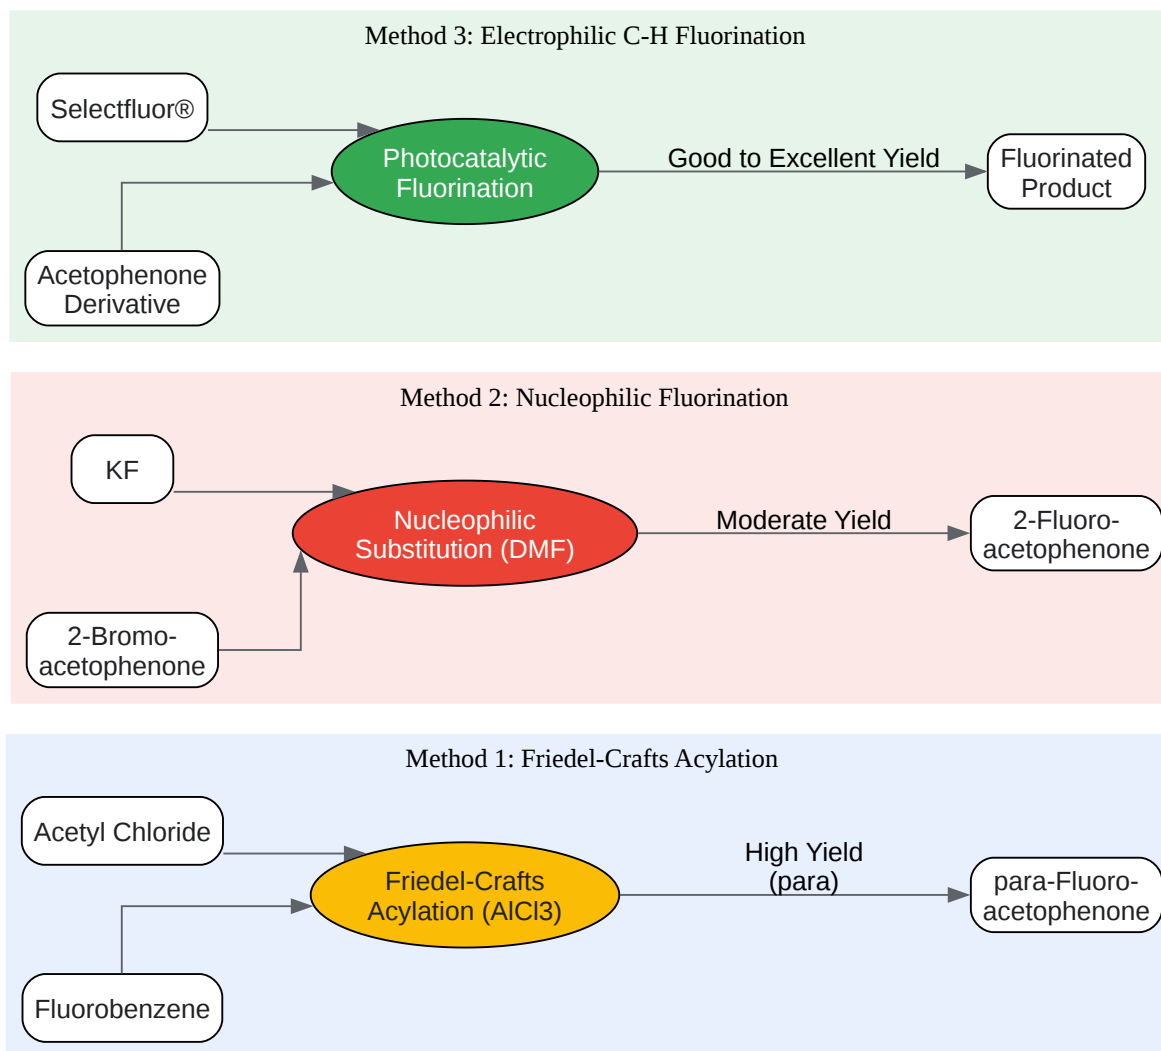 Method 3: Electrophilic C-H Fluorination
Selectfluor®
Photocatalytic
Fluorination
Good to Excellent Yield
Fluorinated
Product
Acetophenone
Derivative
Method 2: Nucleophilic Fluorination
KF
Nucleophilic
Substitution (DMF)
Moderate Yield
2-Fluoro-
acetophenone
2-Bromo-
acetophenone
Method 1: Friedel-Crafts Acylation
Acetyl Chloride
Friedel-Crafts
Acylation (AlCl3)
High Yield
(para)
para-Fluoro-
acetophenone
Fluorobenzene